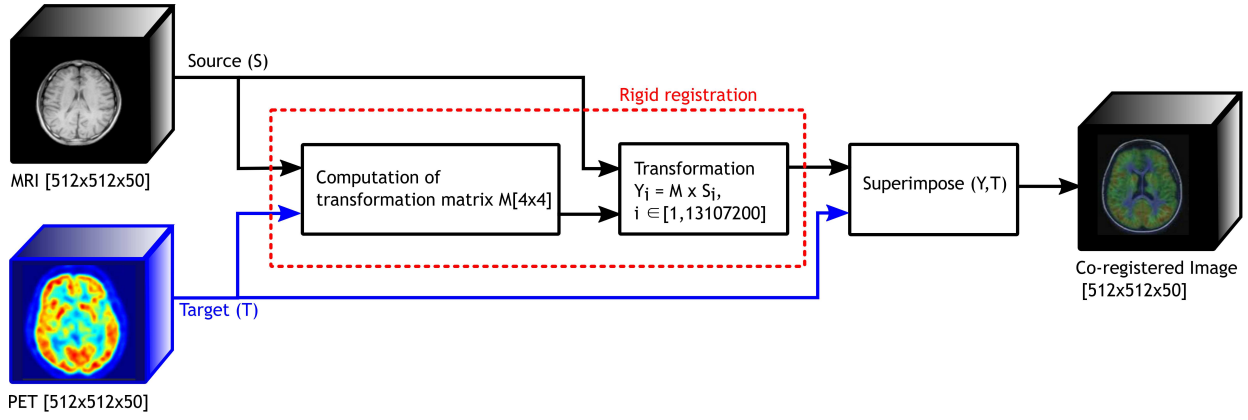 Source (S)
MRI [512x512x50]
Rigid registration
Computation of
transformation matrix M[4x4]
Transformation
Yi = M x Si,
i ∈[1,13107200]
Superimpose (Y,T)
Co-registered Image
[512x512x50]
Target (T)
PET [512x512x50]